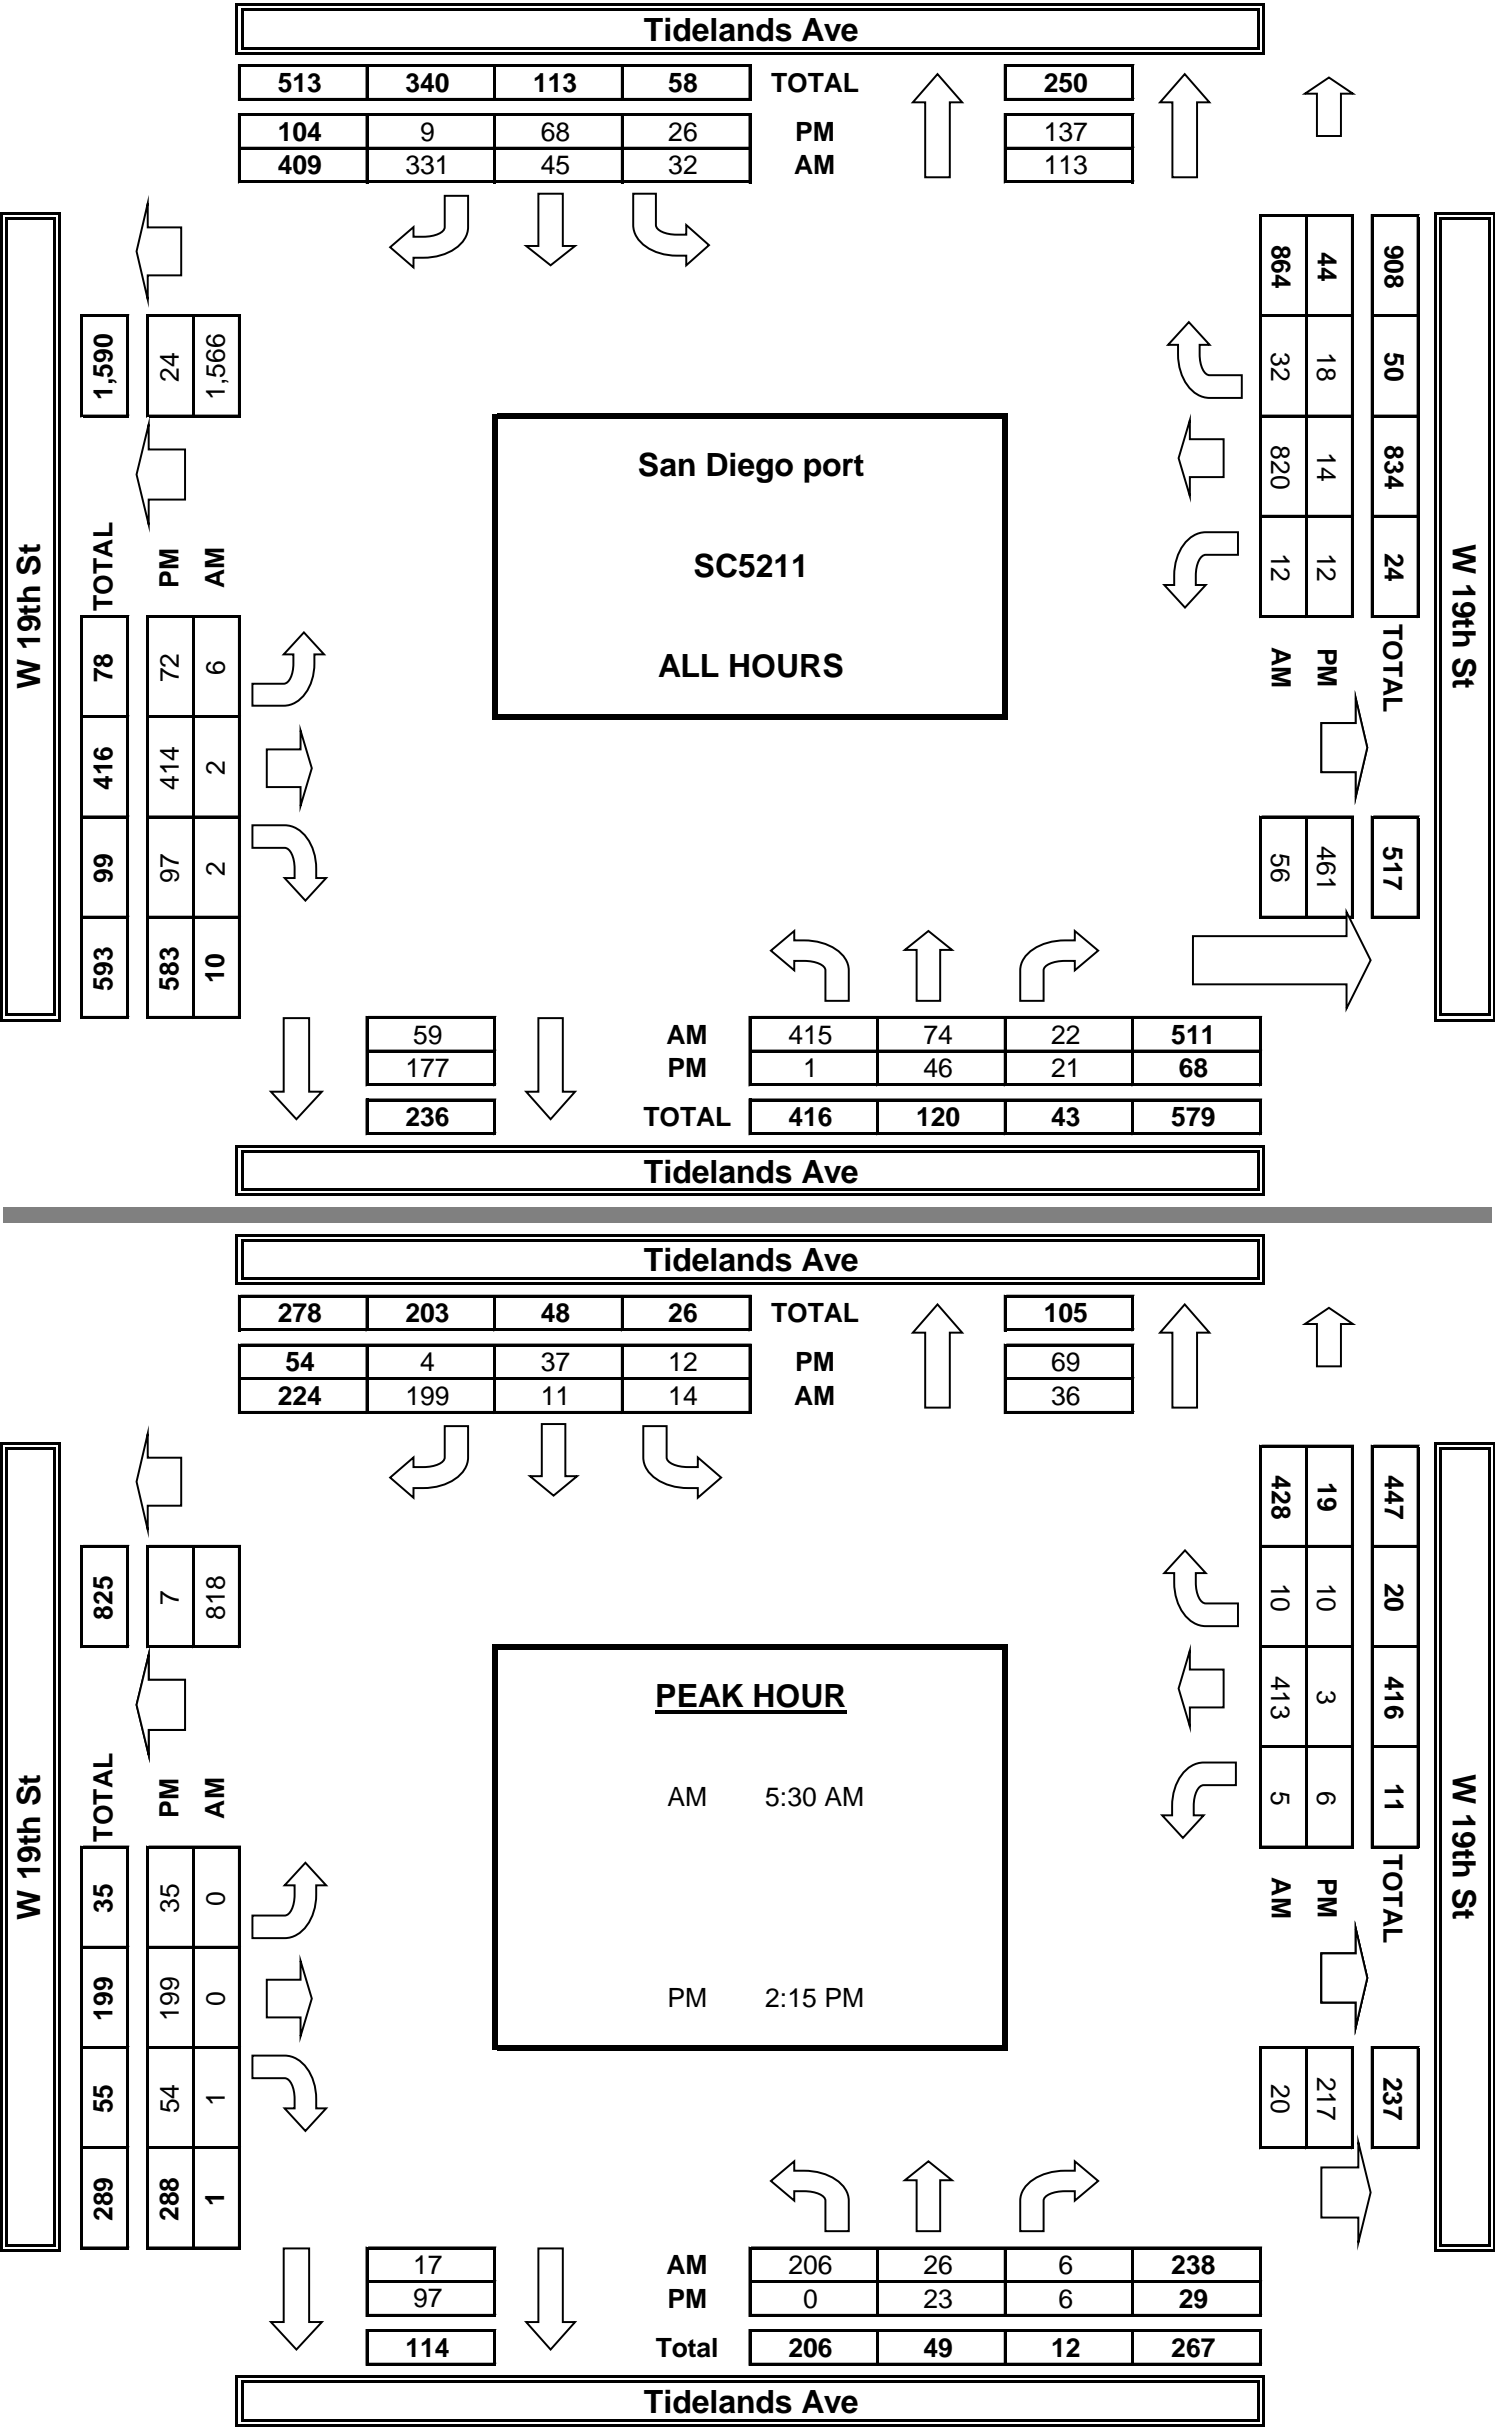 Tidelands Ave
513 340 113 58 TOTAL 250
104 9 68 26 PM 137
409 331 45 32 AM 113
W 19th St
1,590 24 1,566
TOTAL PM AM
78 72 6
416 414 2
99 97 2
593 583 10
San Diego port
SC5211
ALL HOURS
864 44 908
32 18 50
820 14 834
12 12 24
AM PM TOTAL
56 461 517
W 19th St
59 AM 415 74 22 511
177 PM 1 46 21 68
236 TOTAL 416 120 43 579
Tidelands Ave
Tidelands Ave
278 203 48 26 TOTAL 105
54 4 37 12 PM 69
224 199 11 14 AM 36
W 19th St
825 7 818
TOTAL PM AM
35 35 0
199 199 0
55 54 1
289 288 1
PEAK HOUR
AM 5:30 AM
PM 2:15 PM
428 19 447
10 10 20
413 3 416
5 6 11
AM PM TOTAL
20 217 237
W 19th St
17 AM 206 26 6 238
97 PM 0 23 6 29
114 Total 206 49 12 267
Tidelands Ave